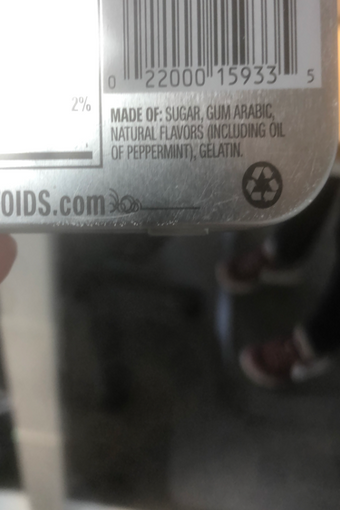 0 22000 15933 5
2%
MADE OF: SUGAR, GUM ARABIC,
NATURAL FLAVORS (INCLUDING OIL
OF PEPPERMINT), GELATIN.
OIDS.com